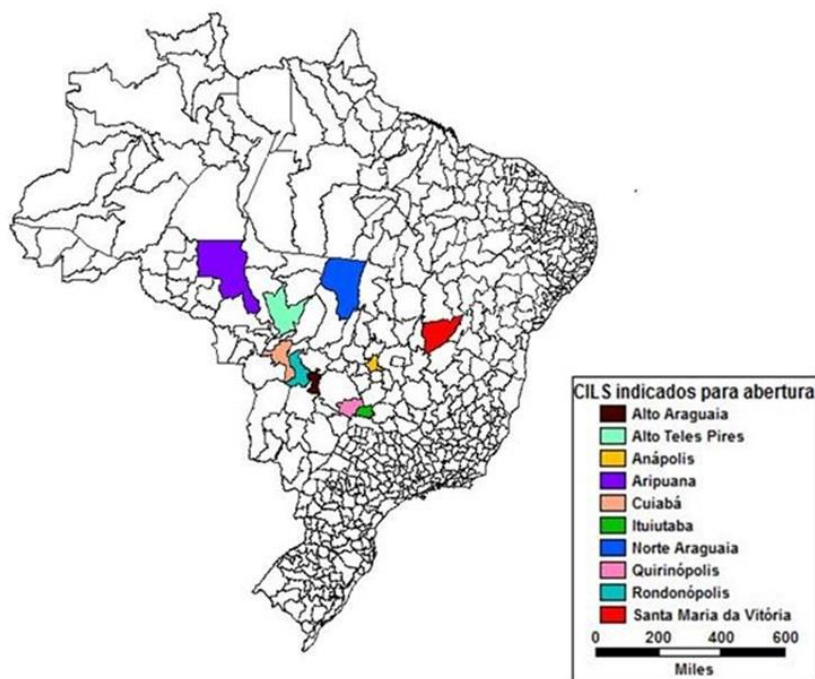 CILS indicados para abertura
Alto Araguaia
Alto Teles Pires
Anápolis
Aripuana
Cuiabá
Ituiutaba
Norte Araguaia
Quirinópolis
Rondonópolis
Santa Maria da Vitória
0 200 400 600
Miles